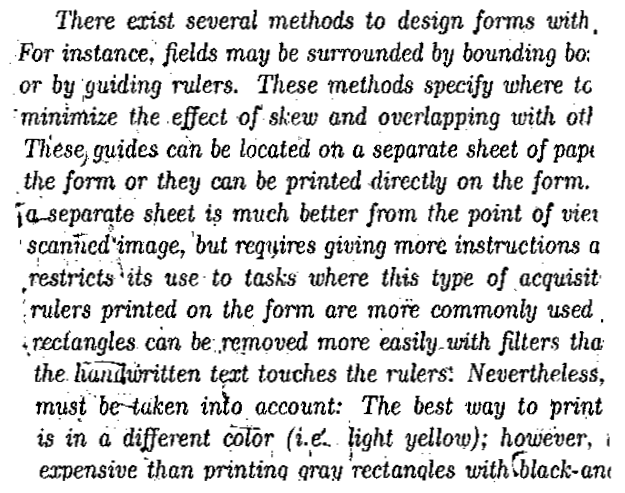 There exist several methods to design forms with
For instance, fields may be surrounded by bounding
or by guiding rulers. These methods specify where
minimize the effect of skew and overlapping with
These guides can be located on a separate sheet of
the form or they can be printed directly on the form.
a separate sheet is much better from the point of
scanned image, but requires giving more instructions a
restricts its use to tasks where this type of acquisit
rulers printed on the form are more commonly used
rectangles can be removed more easily with filters tha
the handwritten text touches the rulers. Nevertheless,
must be taken into account: The best way to print
is in a different color (i.e. light yellow); however,
expensive than printing gray rectangles with black-and